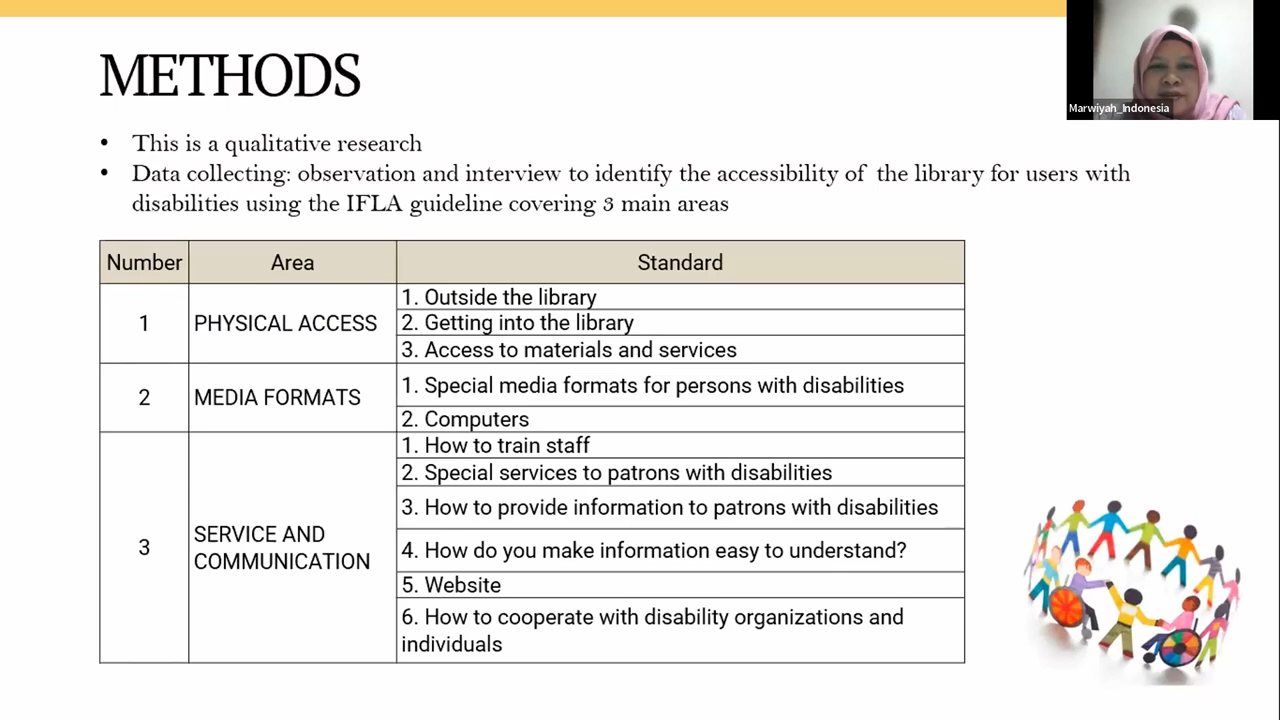 METHODS
Marwiyah_Indonesia
• This is a qualitative research
• Data collecting: observation and interview to identify the accessibility of the library for users with
disabilities using the IFLA guideline covering 3 main areas
Number Area Standard
1 PHYSICAL ACCESS
1. Outside the library
2. Getting into the library
3. Access to materials and services
2 MEDIA FORMATS
1. Special media formats for persons with disabilities
2. Computers
3 SERVICE AND
COMMUNICATION
1. How to train staff
2. Special services to patrons with disabilities
3. How to provide information to patrons with disabilities
4. How do you make information easy to understand?
5. Website
6. How to cooperate with disability organizations and
individuals